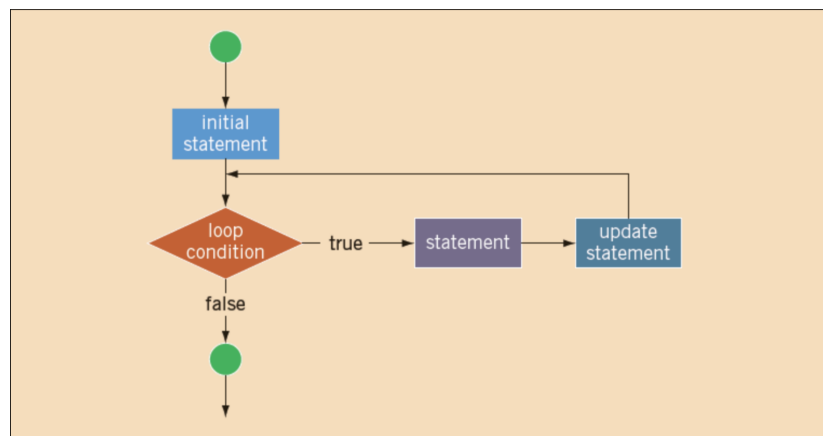 initial
statement
loop
condition
true
statement
update
statement
false